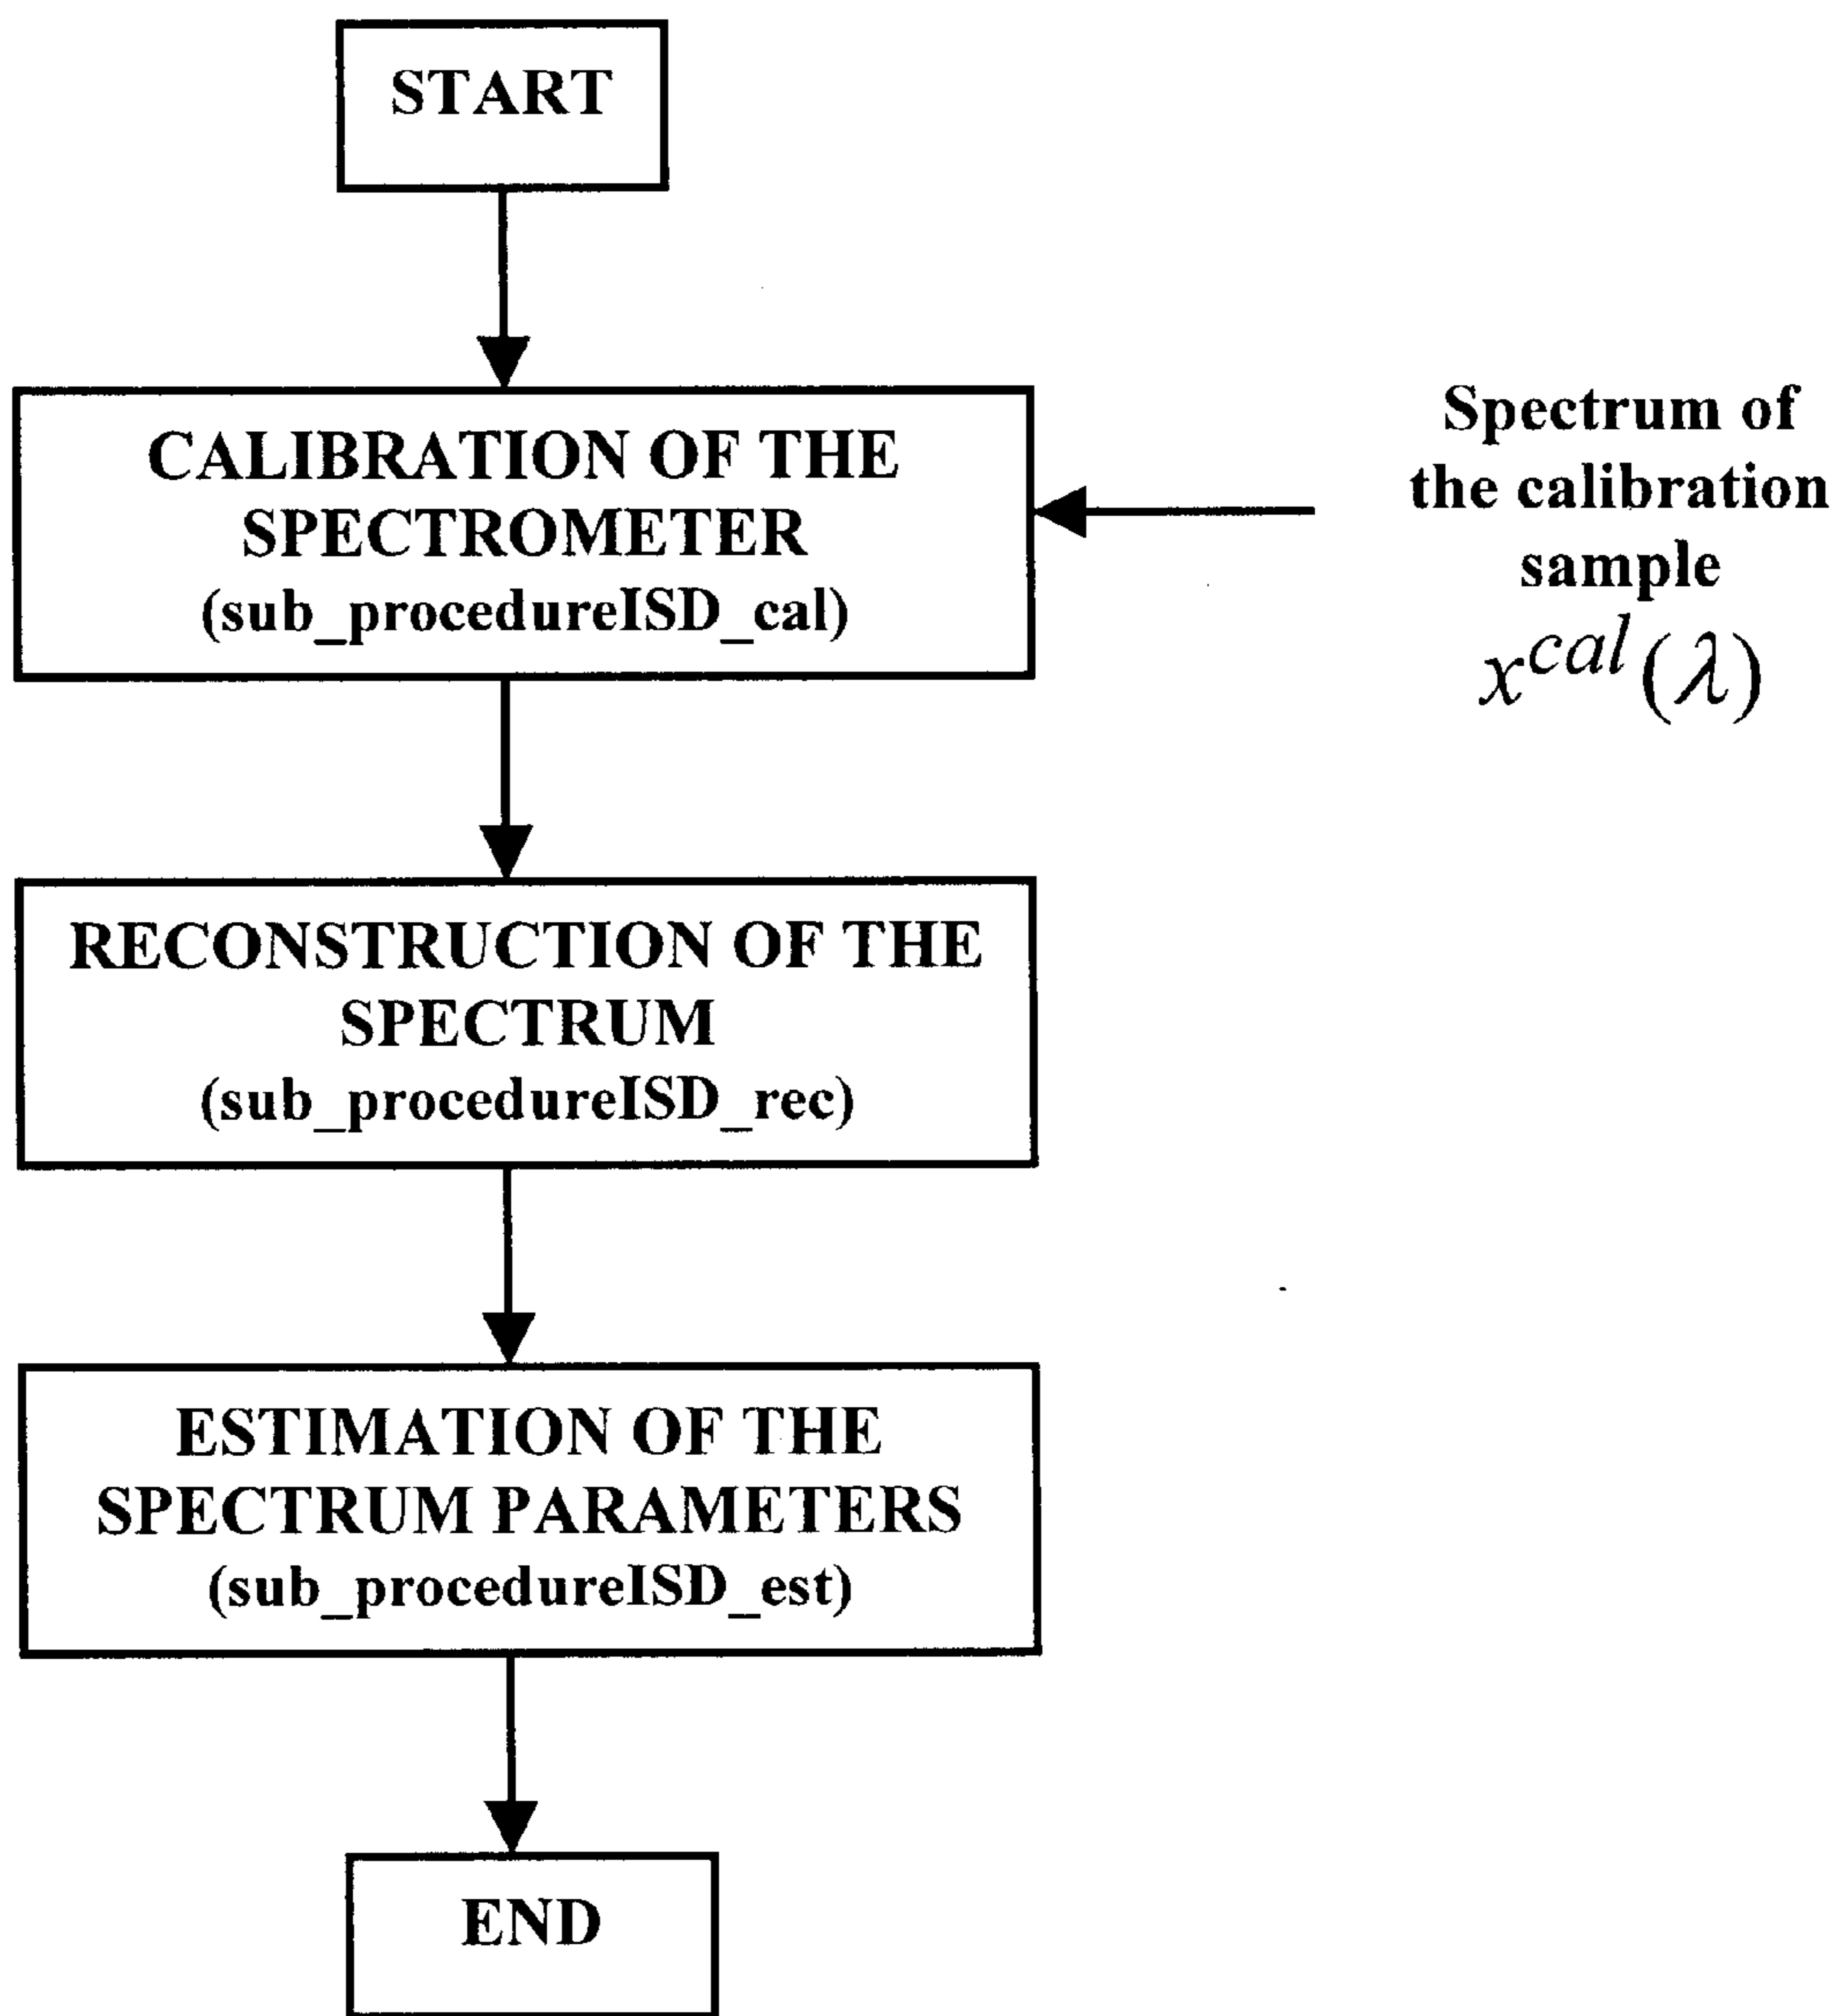 START
CALIBRATION OF THE
SPECTROMETER
(sub_procedureISD_cal)
Spectrum of
the calibration
sample
x^{cal}(λ)
RECONSTRUCTION OF THE
SPECTRUM
(sub_procedureISD_rec)
ESTIMATION OF THE
SPECTRUM PARAMETERS
(sub_procedureISD_est)
END